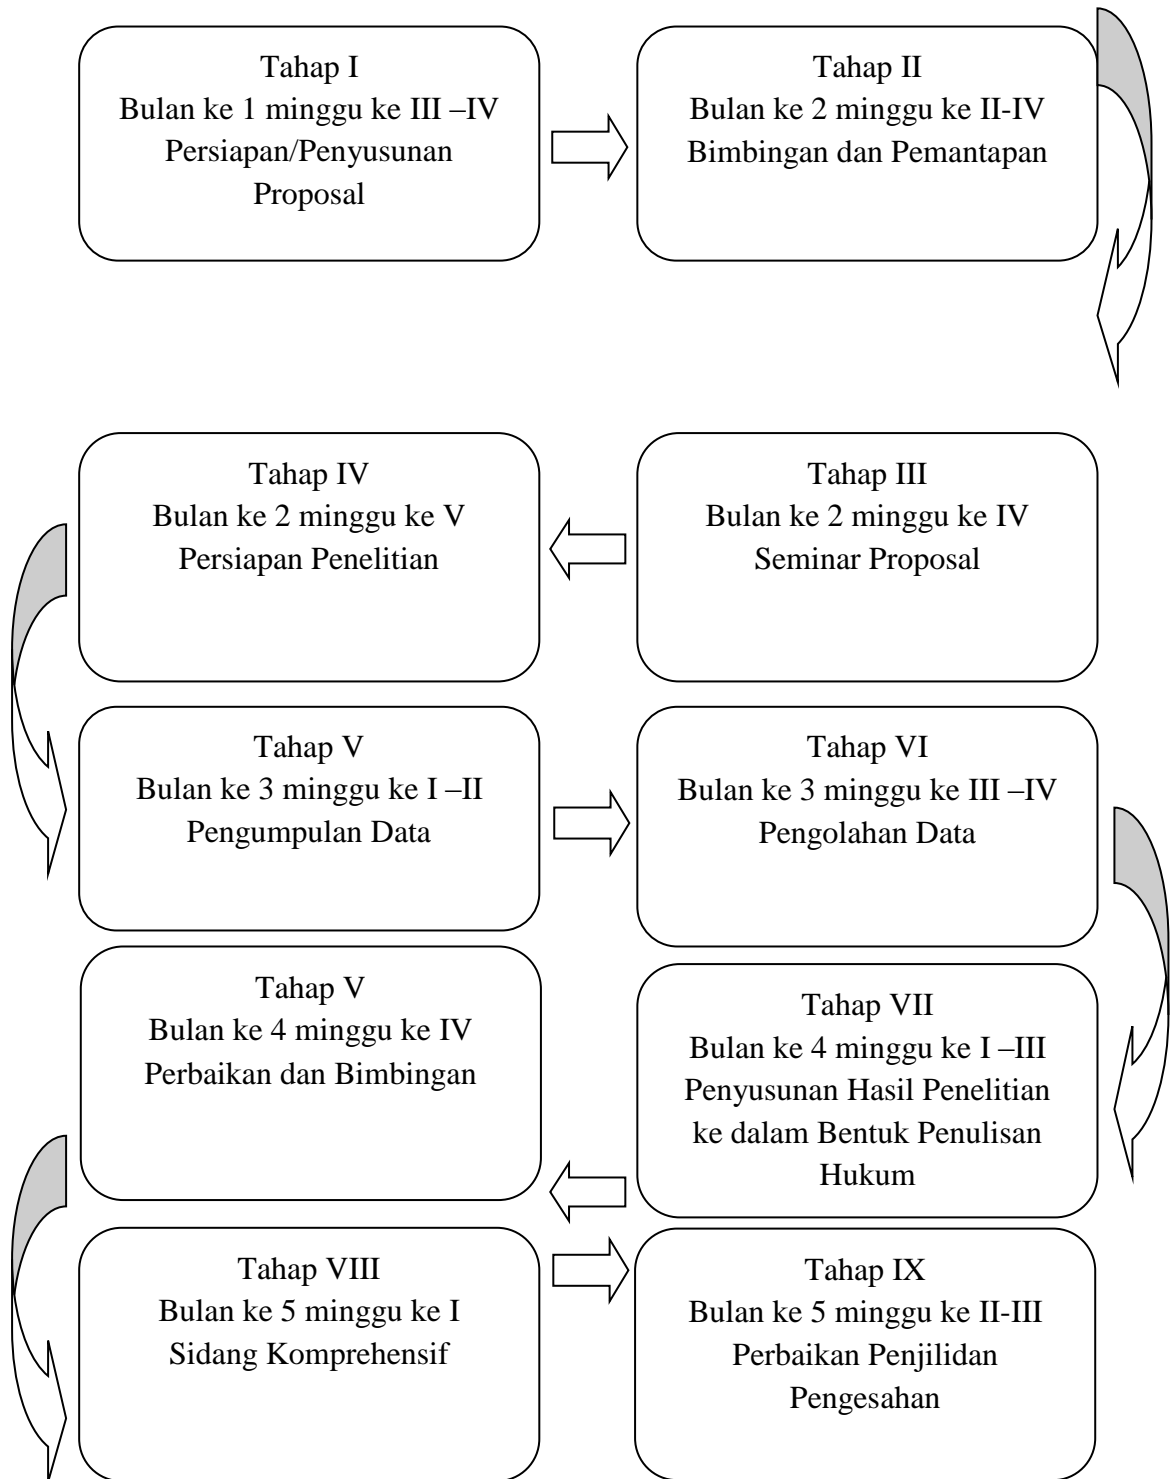 Tahap I
Bulan ke 1 minggu ke III –IV
Persiapan/Penyusunan
Proposal
Tahap II
Bulan ke 2 minggu ke II-IV
Bimbingan dan Pemantapan
Tahap III
Bulan ke 2 minggu ke IV
Seminar Proposal
Tahap IV
Bulan ke 2 minggu ke V
Persiapan Penelitian
Tahap V
Bulan ke 3 minggu ke I –II
Pengumpulan Data
Tahap VI
Bulan ke 3 minggu ke III –IV
Pengolahan Data
Tahap VII
Bulan ke 4 minggu ke I –III
Penyusunan Hasil Penelitian
ke dalam Bentuk Penulisan
Hukum
Tahap V
Bulan ke 4 minggu ke IV
Perbaikan dan Bimbingan
Tahap VIII
Bulan ke 5 minggu ke I
Sidang Komprehensif
Tahap IX
Bulan ke 5 minggu ke II-III
Perbaikan Penjilidan
Pengesahan